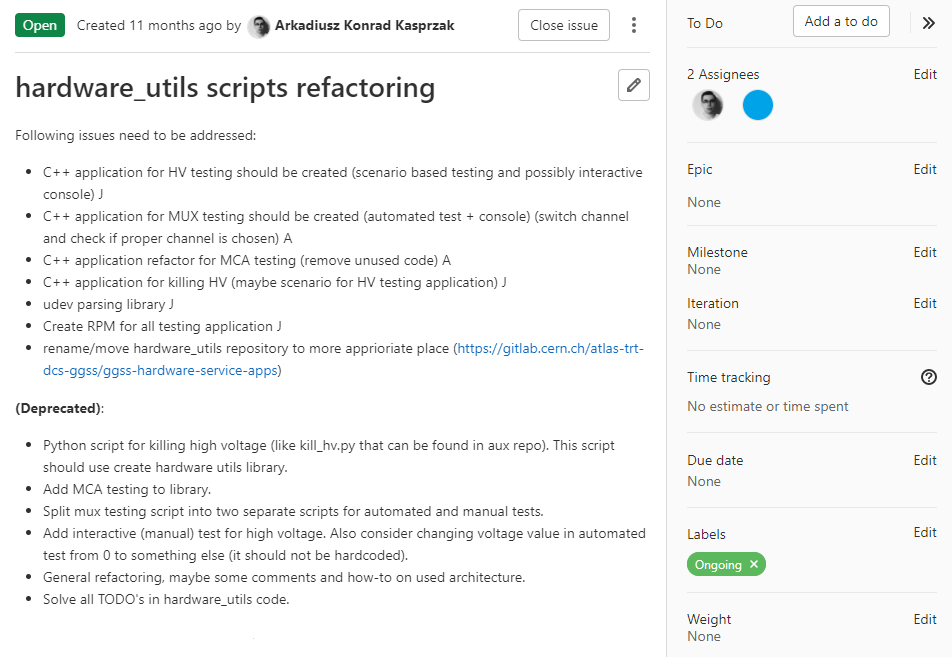 Open Created 11 months ago by Arkadiusz Konrad Kasprzak Close issue
hardware_utils scripts refactoring
Following issues need to be addressed:
C++ application for HV testing should be created (scenario based testing and possibly interactive
console) J
C++ application for MUX testing should be created (automated test + console) (switch channel
and check if proper channel is chosen) A
C++ application refactor for MCA testing (remove unused code) A
C++ application for killing HV (maybe scenario for HV testing application) J
udev parsing library J
Create RPM for all testing application J
rename/move hardware_utils repository to more approriate place (https://gitlab.cern.ch/atlas-trt-
dcs-ggss/ggss-hardware-service-apps)
(Deprecated):
Python script for killing high voltage (like kill_hv.py that can be found in aux repo). This script
should use create hardware utils library.
Add MCA testing to library.
Split mux testing script into two separate scripts for automated and manual tests.
Add interactive (manual) test for high voltage. Also consider changing voltage value in automated
test from 0 to something else (it should not be hardcoded).
General refactoring, maybe some comments and how-to on used architecture.
Solve all TODO's in hardware_utils code.
To Do Add a to do
2 Assignees Edit
Epic Edit
None
Milestone Edit
None
Iteration Edit
None
Time tracking
No estimate or time spent
Due date Edit
None
Labels Edit
Ongoing
Weight Edit
None